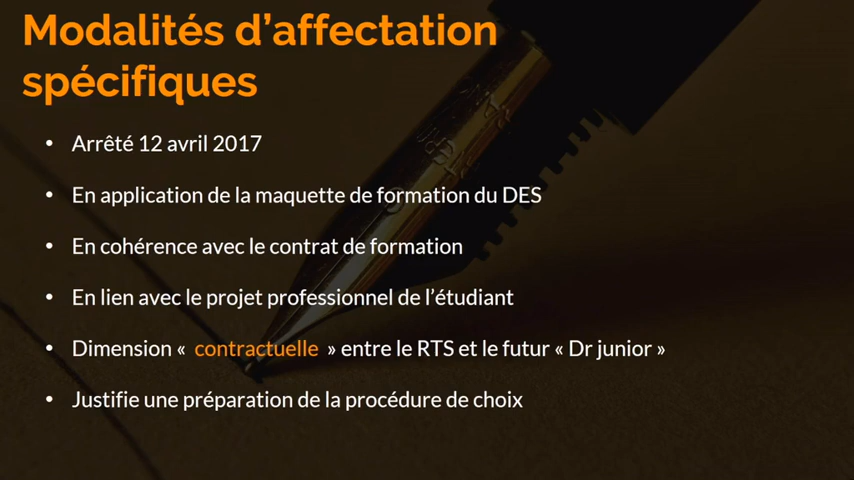 Modalités d’affectation
spécifiques
• Arrêté 12 avril 2017
• En application de la maquette de formation du DES
• En cohérence avec le contrat de formation
• En lien avec le projet professionnel de l’étudiant
• Dimension « contractuelle » entre le RTS et le futur « Dr junior »
• Justifie une préparation de la procédure de choix